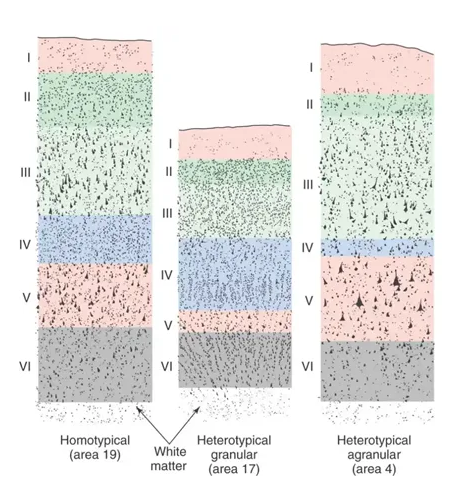 I
II
III
IV
V
VI
I
II
III
IV
V
VI
I
II
III
IV
V
VI
Homotypical
(area 19)
White
matter
Heterotypical
granular
(area 17)
Heterotypical
agranular
(area 4)